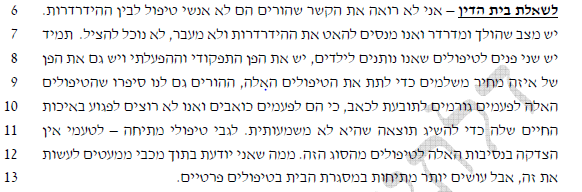 לשאלת בית הדין – אני לא רואה את הקשר שהורים הם לא אנשי טיפול לבין ההידרדרות. 6
יש מצב שהולך ומדרדר ואנו מנסים להאט את ההידרדרות ולא מעבר, לא נוכל להציל. תמיד 7
יש שני פנים לטיפולים שאנו נותנים לילדים, יש את הפן התפקודי וההפעלתי ויש גם את הפן 8
של איזה מחיר משלמים כדי לתת את הטיפולים האלה, ההורים גם לנו סיפרו שהטיפולים 9
האלה לפעמים גורמים לתובעת לכאב, כי הם לפעמים כואבים ואנו לא רוצים לפגוע באיכות 10
החיים שלה כדי להשיג תוצאה שהיא לא משמעותית. לגבי טיפולי מתיחה – לטעמי אין 11
הצדקה בנסיבות האלה לטיפולים מהסוג הזה. ממה שאני יודעת בתוך מכבי ממעטים לעשות 12
את זה, אבל עושים יותר מתיחות במסגרת הבית בטיפולים פרטיים. 13